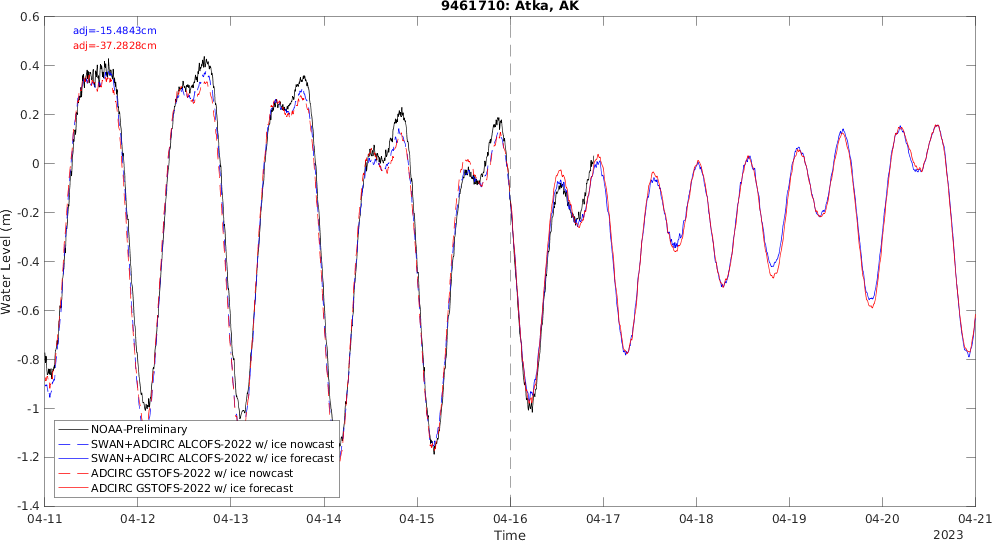 9461710: Atka, AK
adj=-15.4843cm
adj=-37.2828cm
Water Level (m)
0.6
0.4
0.2
0
-0.2
-0.4
-0.6
-0.8
-1
-1.2
-1.4
NOAA-Preliminary
SWAN+ADCIRC ALCOFS-2022 w/ ice nowcast
SWAN+ADCIRC ALCOFS-2022 w/ ice forecast
ADCIRC GSTOFS-2022 w/ ice nowcast
ADCIRC GSTOFS-2022 w/ ice forecast
04-11 04-12 04-13 04-14 04-15 04-16 04-17 04-18 04-19 04-20 04-21
Time
2023